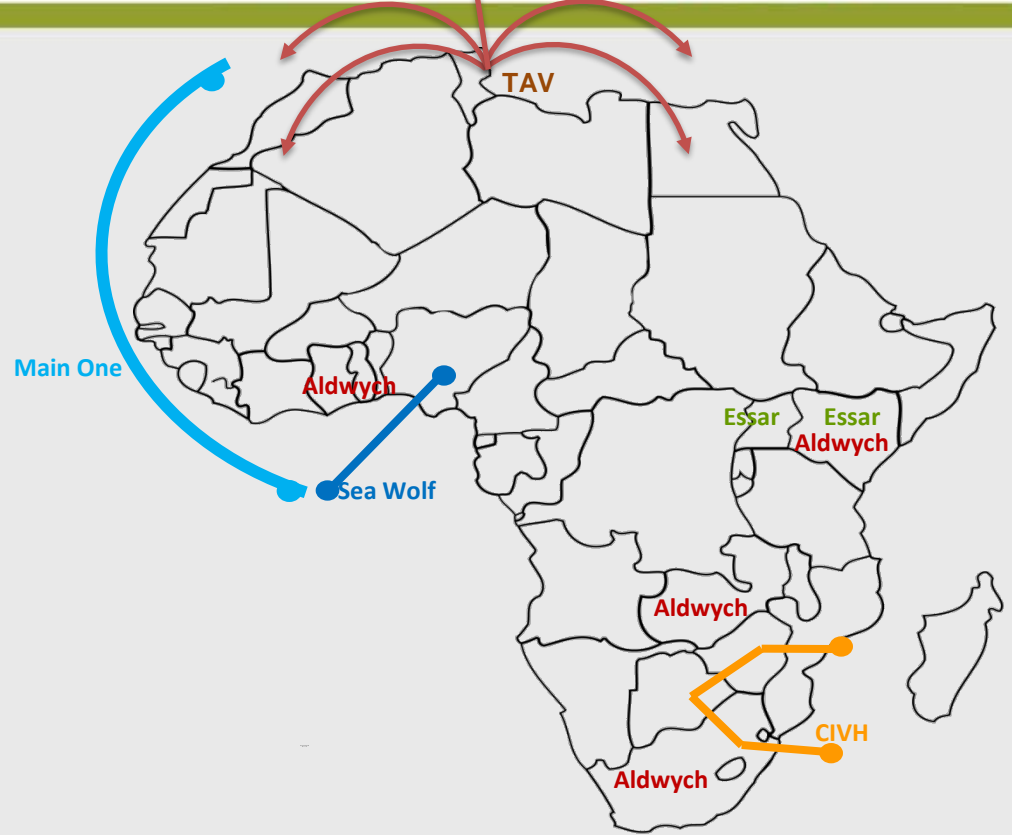 TAV
Main One
Aldwych
Essar
Essar
Aldwych
Sea Wolf
Aldwych
CIVH
Aldwych